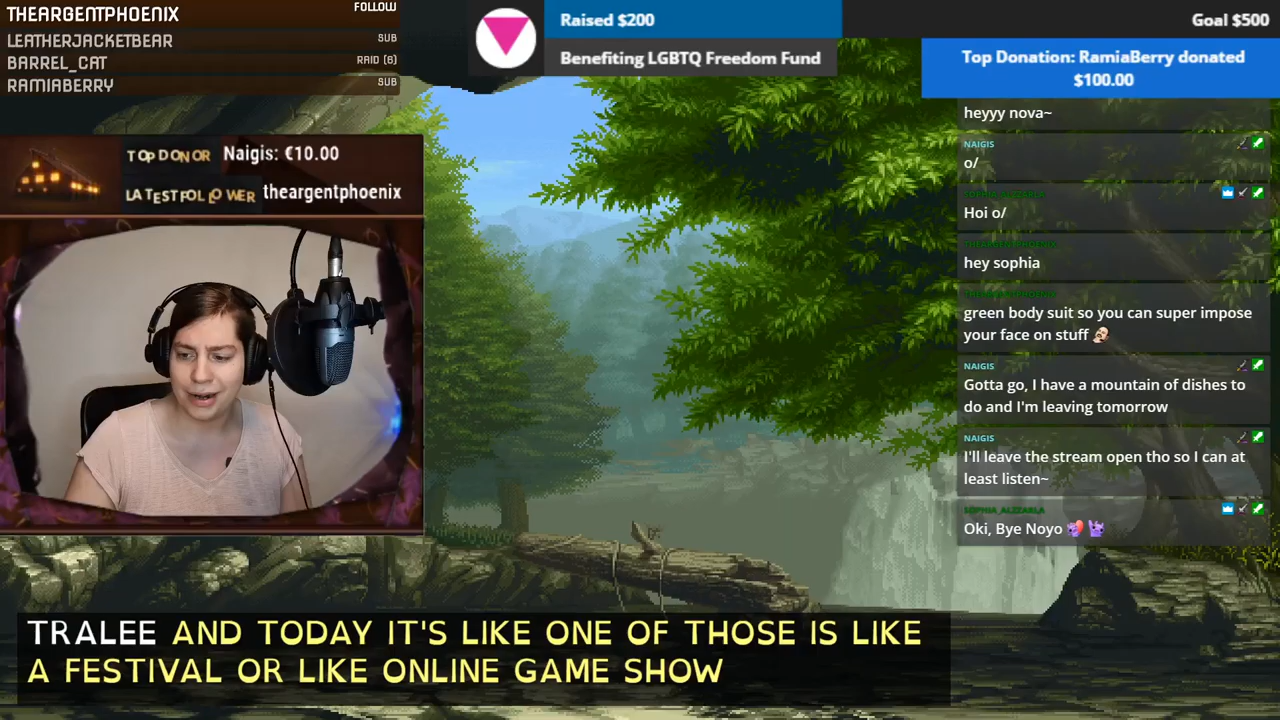 THEARGENTPHOENIX FOLLOW
LEATHERJACKETBEAR SUB
BARREL_CAT RAID (6)
RAMIABERRY SUB
Raised $200
Goal $500
Benefiting LGBTQ Freedom Fund
Top Donation: RamiaBerry donated
$100.00
TOP DONOR Naigis: €10.00
LATEST FOLLOWER theargentphoenix
heyyy nova~
NAIGIS
o/
SOPHIA_ALZZARLA
Hoi o/
THEARGENTPHOENIX
hey sophia
THEARGENTPHOENIX
green body suit so you can super impose
your face on stuff
NAIGIS
Gotta go, I have a mountain of dishes to
do and I'm leaving tomorrow
NAIGIS
I'll leave the stream open tho so I can at
least listen~
SOPHIA_ALZZARLA
Oki, Bye Noyo
TRALEE AND TODAY IT'S LIKE ONE OF THOSE IS LIKE
A FESTIVAL OR LIKE ONLINE GAME SHOW